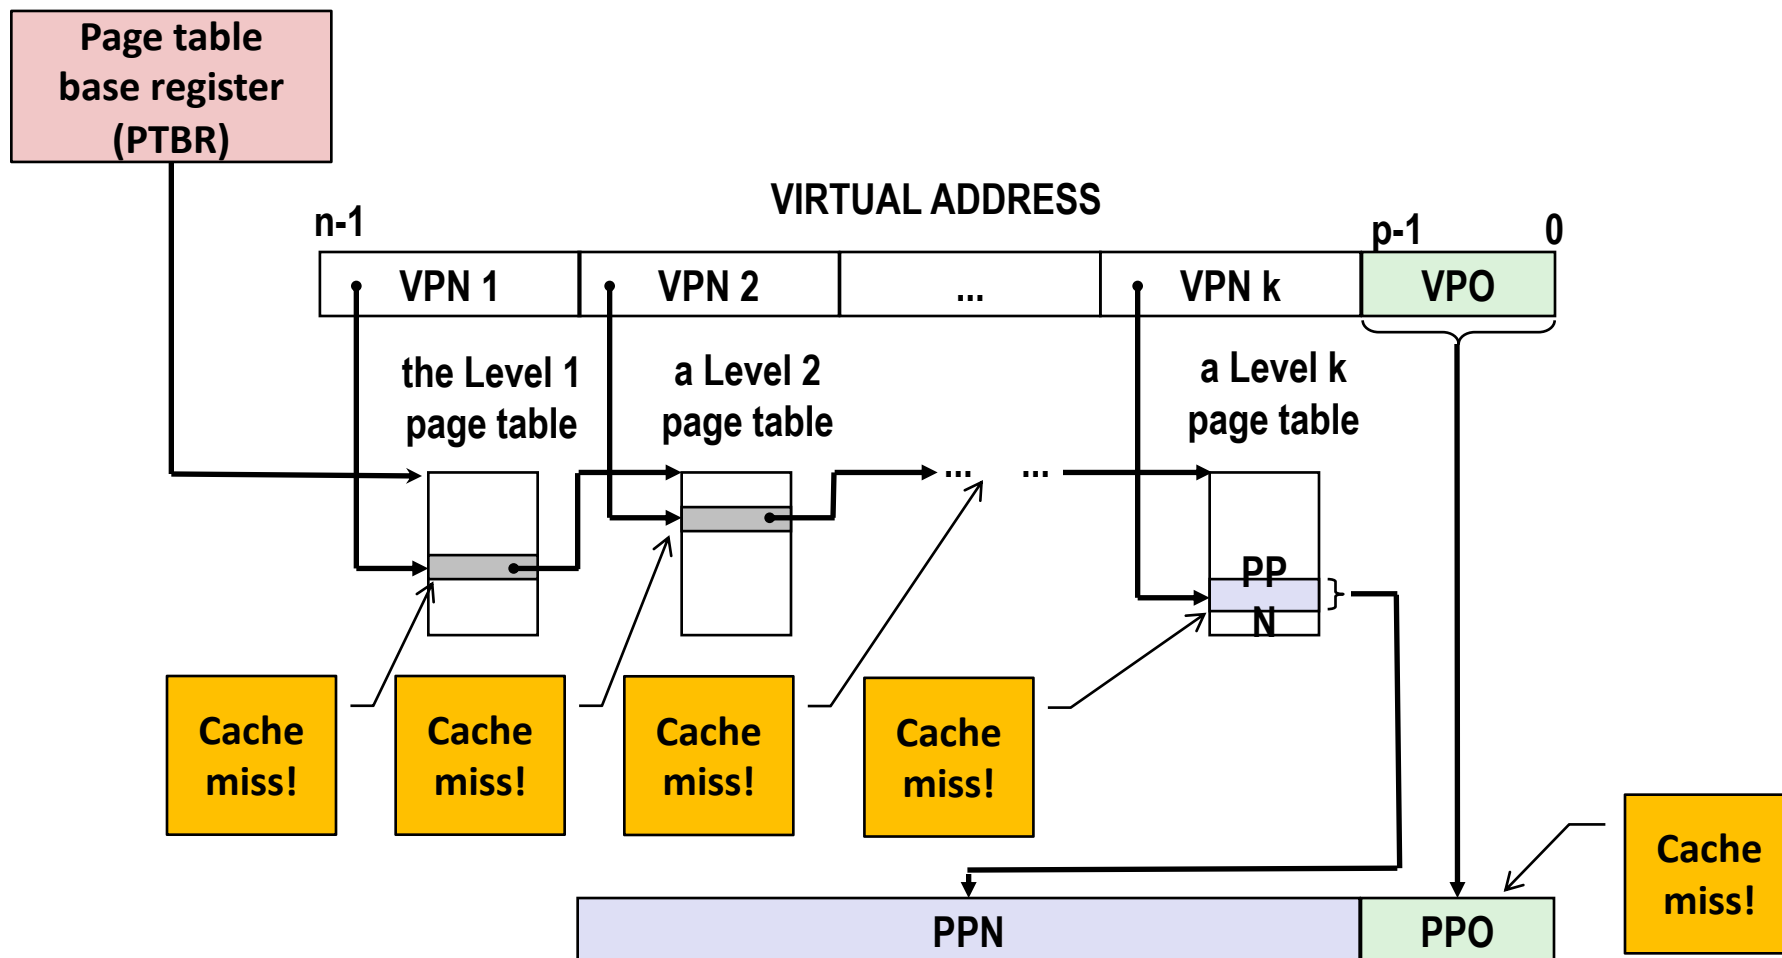 Page table
base register
(PTBR)
VIRTUAL ADDRESS
n-1
p-1
0
VPN 1
VPN 2
...
VPN k
VPO
the Level 1
page table
a Level 2
page table
a Level k
page table
...
...
PP
N
Cache
miss!
Cache
miss!
Cache
miss!
Cache
miss!
Cache
miss!
PPN
PPO